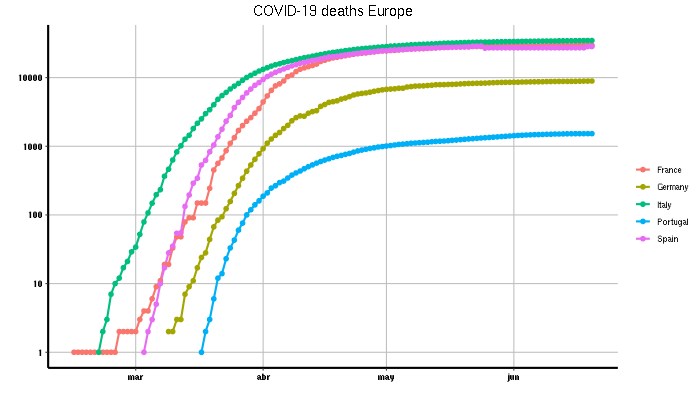 COVID-19 deaths Europe
10000
1000
100
10
1
mar abr may jun
France
Germany
Italy
Portugal
Spain